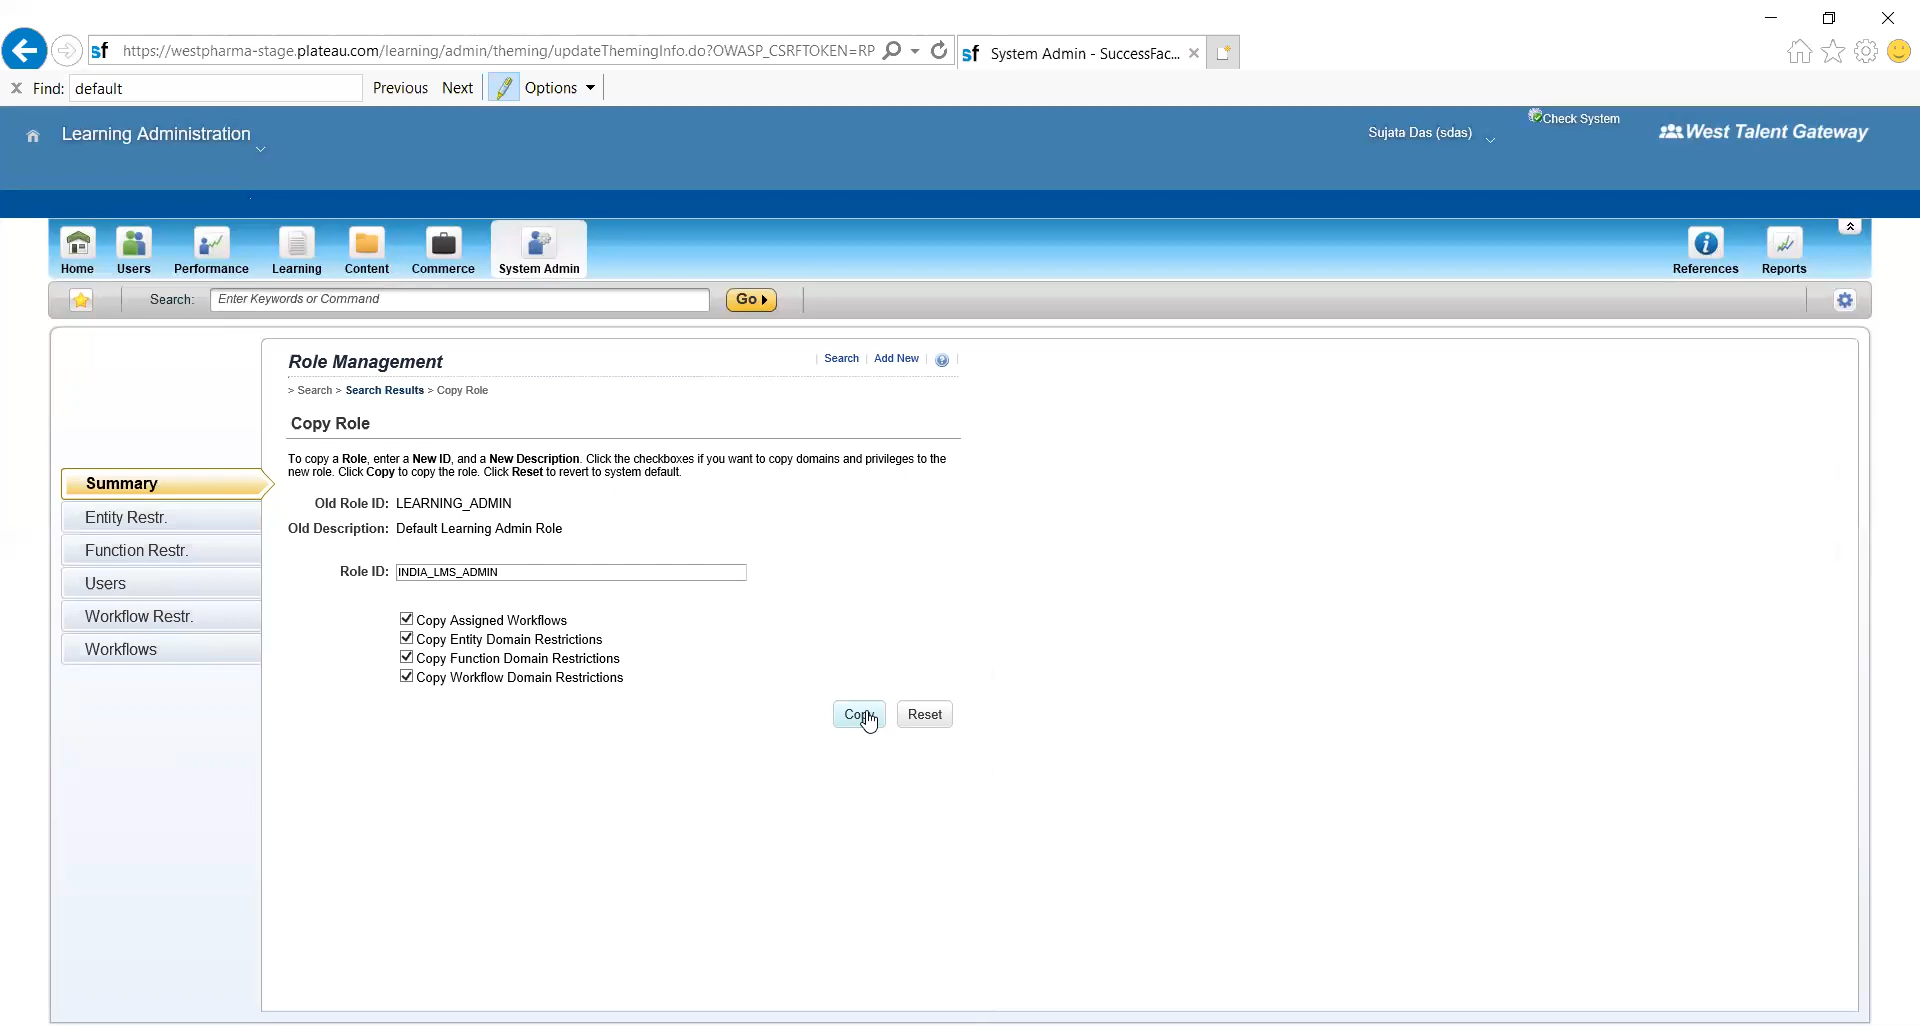 sf https://westpharma-stage.plateau.com/learning/admin/theming/updateThemingInfo.do?OWASP_CSRFTOKEN=RP
sf System Admin - SuccessFac...
x Find: default Previous Next Options
Learning Administration
Sujata Das (sdas)
Check System
West Talent Gateway
Home Users Performance Learning Content Commerce System Admin References Reports
Search: Enter Keywords or Command Go
Role Management
Search Add New
> Search > Search Results > Copy Role
Copy Role
To copy a Role, enter a New ID, and a New Description. Click the checkboxes if you want to copy domains and privileges to the
new role. Click Copy to copy the role. Click Reset to revert to system default.
Summary
Entity Restr.
Function Restr.
Users
Workflow Restr.
Workflows
Old Role ID: LEARNING_ADMIN
Old Description: Default Learning Admin Role
Role ID: INDIA_LMS_ADMIN
Copy Assigned Workflows
Copy Entity Domain Restrictions
Copy Function Domain Restrictions
Copy Workflow Domain Restrictions
Copy Reset